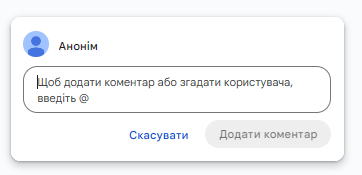 Анонім
Щоб додати коментар або згадати користувача,
введіть @
Скасувати Додати коментар